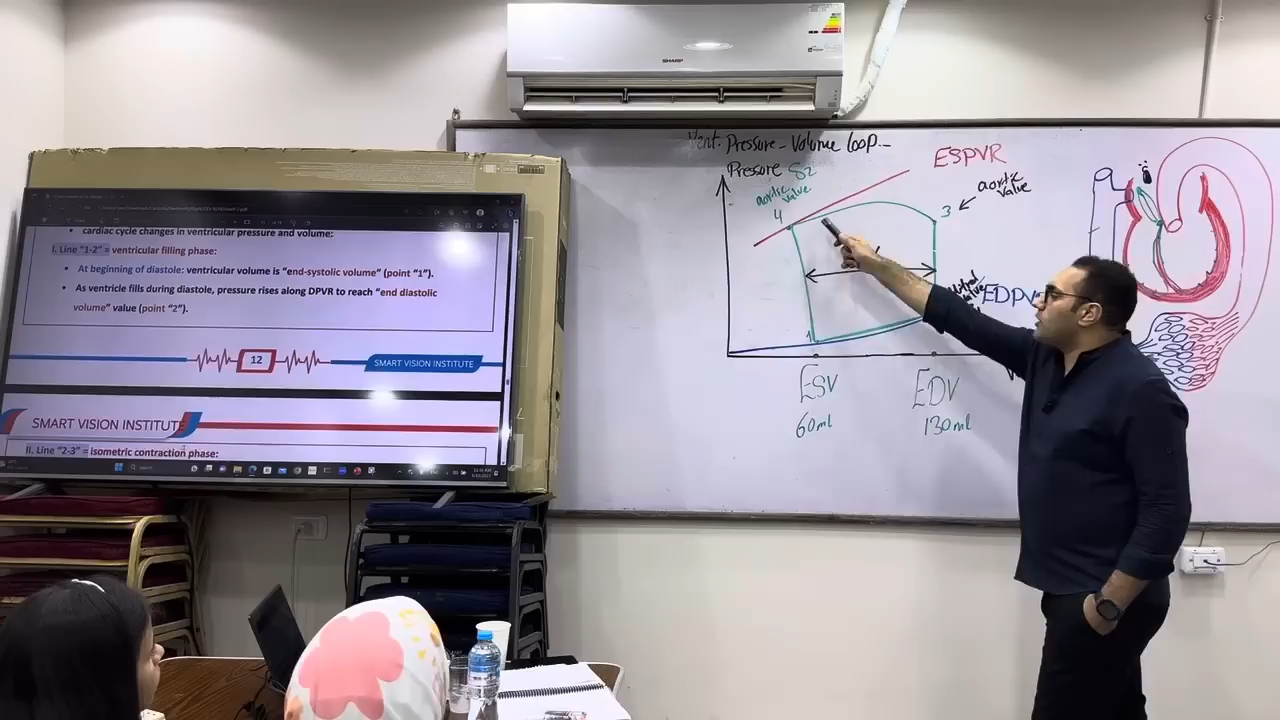 SHARP
Vent. Pressure - Volume loop
Pressure S2
ESPVR
aortic
valve
4
3
aortic
valve
EDPV
1
ESV
EDV
60ml
130ml
cardiac cycle changes in ventricular pressure and volume:
I. Line "1-2" = ventricular filling phase:
• At beginning of diastole: ventricular volume is "end-systolic volume" (point "1").
• As ventricle fills during diastole, pressure rises along DPVR to reach "end diastolic
volume" value (point "2").
12
SMART VISION INSTITUTE
SMART VISION INSTITUTE
II. Line "2-3" = isometric contraction phase: